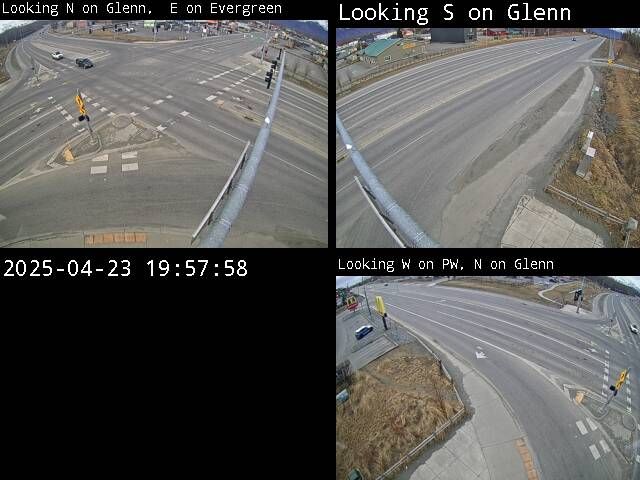 Looking N on Glenn,  E on Evergreen
Looking S on Glenn
2025-04-23 19:57:58
Looking W on PW, N on Glenn